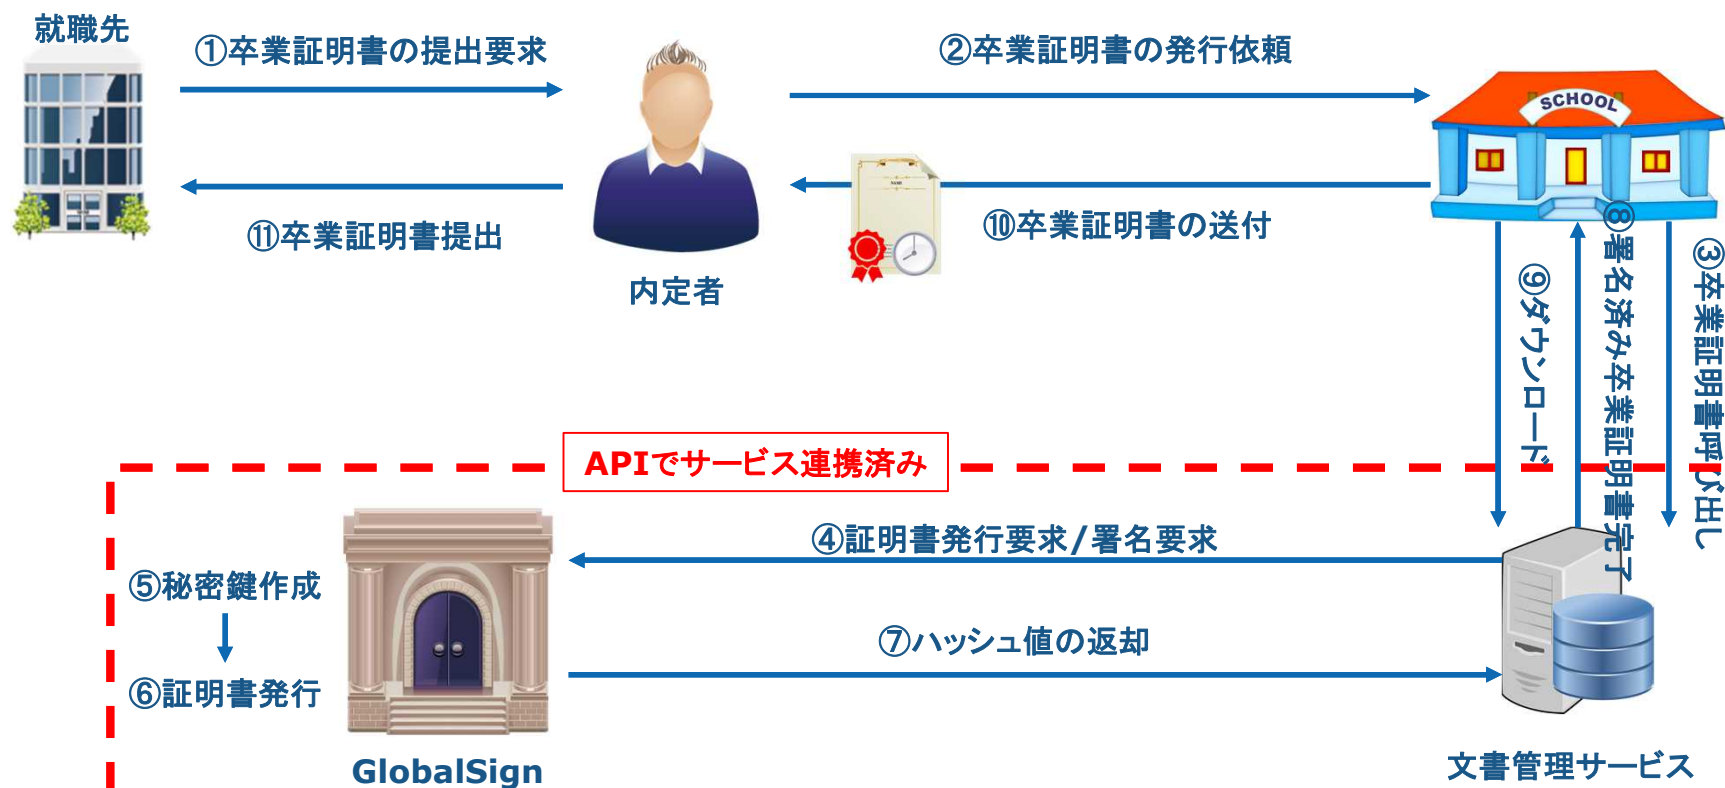 就職先
①卒業証明書の提出要求
②卒業証明書の発行依頼
SCHOOL
NAME
⑪卒業証明書提出
⑩卒業証明書の送付
内定者
⑨ダウンロード
⑧署名済み卒業証明書完了
③卒業証明書呼び出し
APIでサービス連携済み
④証明書発行要求/署名要求
⑤秘密鍵作成
⑦ハッシュ値の返却
⑥証明書発行
GlobalSign
文書管理サービス